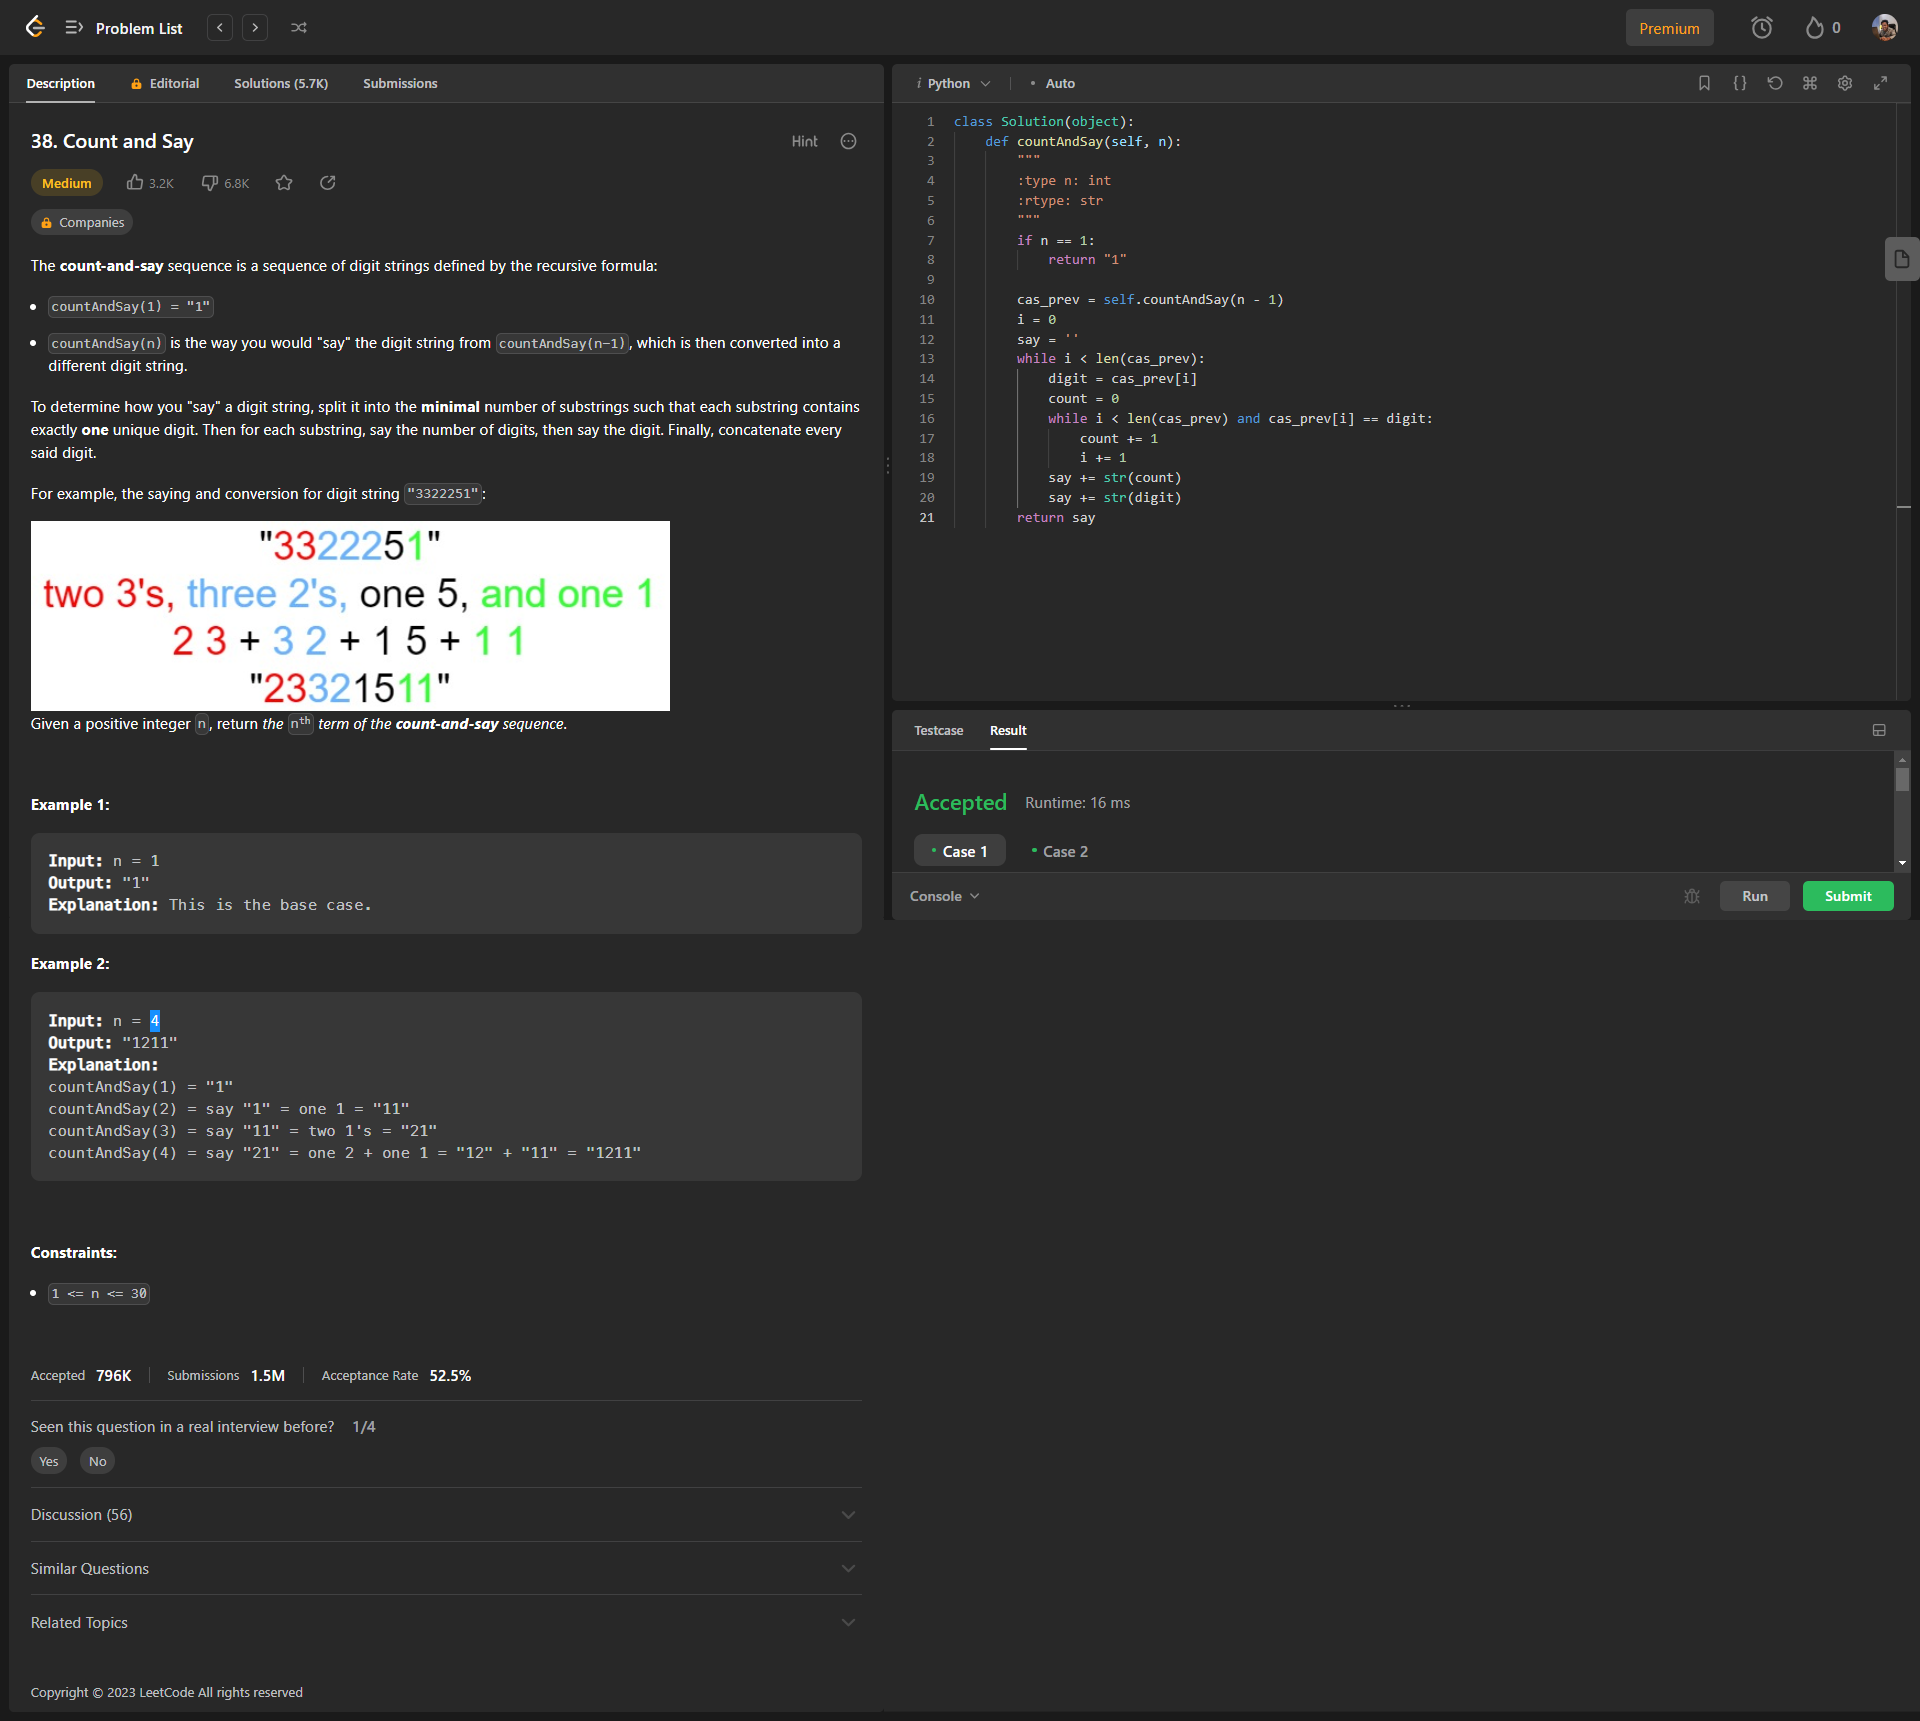 Problem List
Premium
0
Description
Editorial
Solutions (5.7K)
Submissions
38. Count and Say
Hint
Medium
3.2K
6.8K
Companies
The count-and-say sequence is a sequence of digit strings defined by the recursive formula:
countAndSay(1) = "1"
countAndSay(n) is the way you would "say" the digit string from countAndSay(n-1), which is then converted into a
different digit string.
To determine how you "say" a digit string, split it into the minimal number of substrings such that each substring contains
exactly one unique digit. Then for each substring, say the number of digits, then say the digit. Finally, concatenate every
said digit.
For example, the saying and conversion for digit string "3322251":
"3322251"
two 3's, three 2's, one 5, and one 1
2 3 + 3 2 + 1 5 + 1 1
"23321511"
Given a positive integer n, return the nth term of the count-and-say sequence.
Example 1:
Input: n = 1
Output: "1"
Explanation: This is the base case.
Example 2:
Input: n = 4
Output: "1211"
Explanation:
countAndSay(1) = "1"
countAndSay(2) = say "1" = one 1 = "11"
countAndSay(3) = say "11" = two 1's = "21"
countAndSay(4) = say "21" = one 2 + one 1 = "12" + "11" = "1211"
Constraints:
1 <= n <= 30
Accepted 796K Submissions 1.5M Acceptance Rate 52.5%
Seen this question in a real interview before? 1/4
Yes No
Discussion (56)
Similar Questions
Related Topics
Copyright © 2023 LeetCode All rights reserved
i Python
Auto
1 class Solution(object):
2 def countAndSay(self, n):
3 """
4 :type n: int
5 :rtype: str
6 """
7 if n == 1:
8 return "1"
9
10 cas_prev = self.countAndSay(n - 1)
11 i = 0
12 say = ''
13 while i < len(cas_prev):
14 digit = cas_prev[i]
15 count = 0
16 while i < len(cas_prev) and cas_prev[i] == digit:
17 count += 1
18 i += 1
19 say += str(count)
20 say += str(digit)
21 return say
Testcase
Result
Accepted Runtime: 16 ms
Case 1
Case 2
Console
Run
Submit